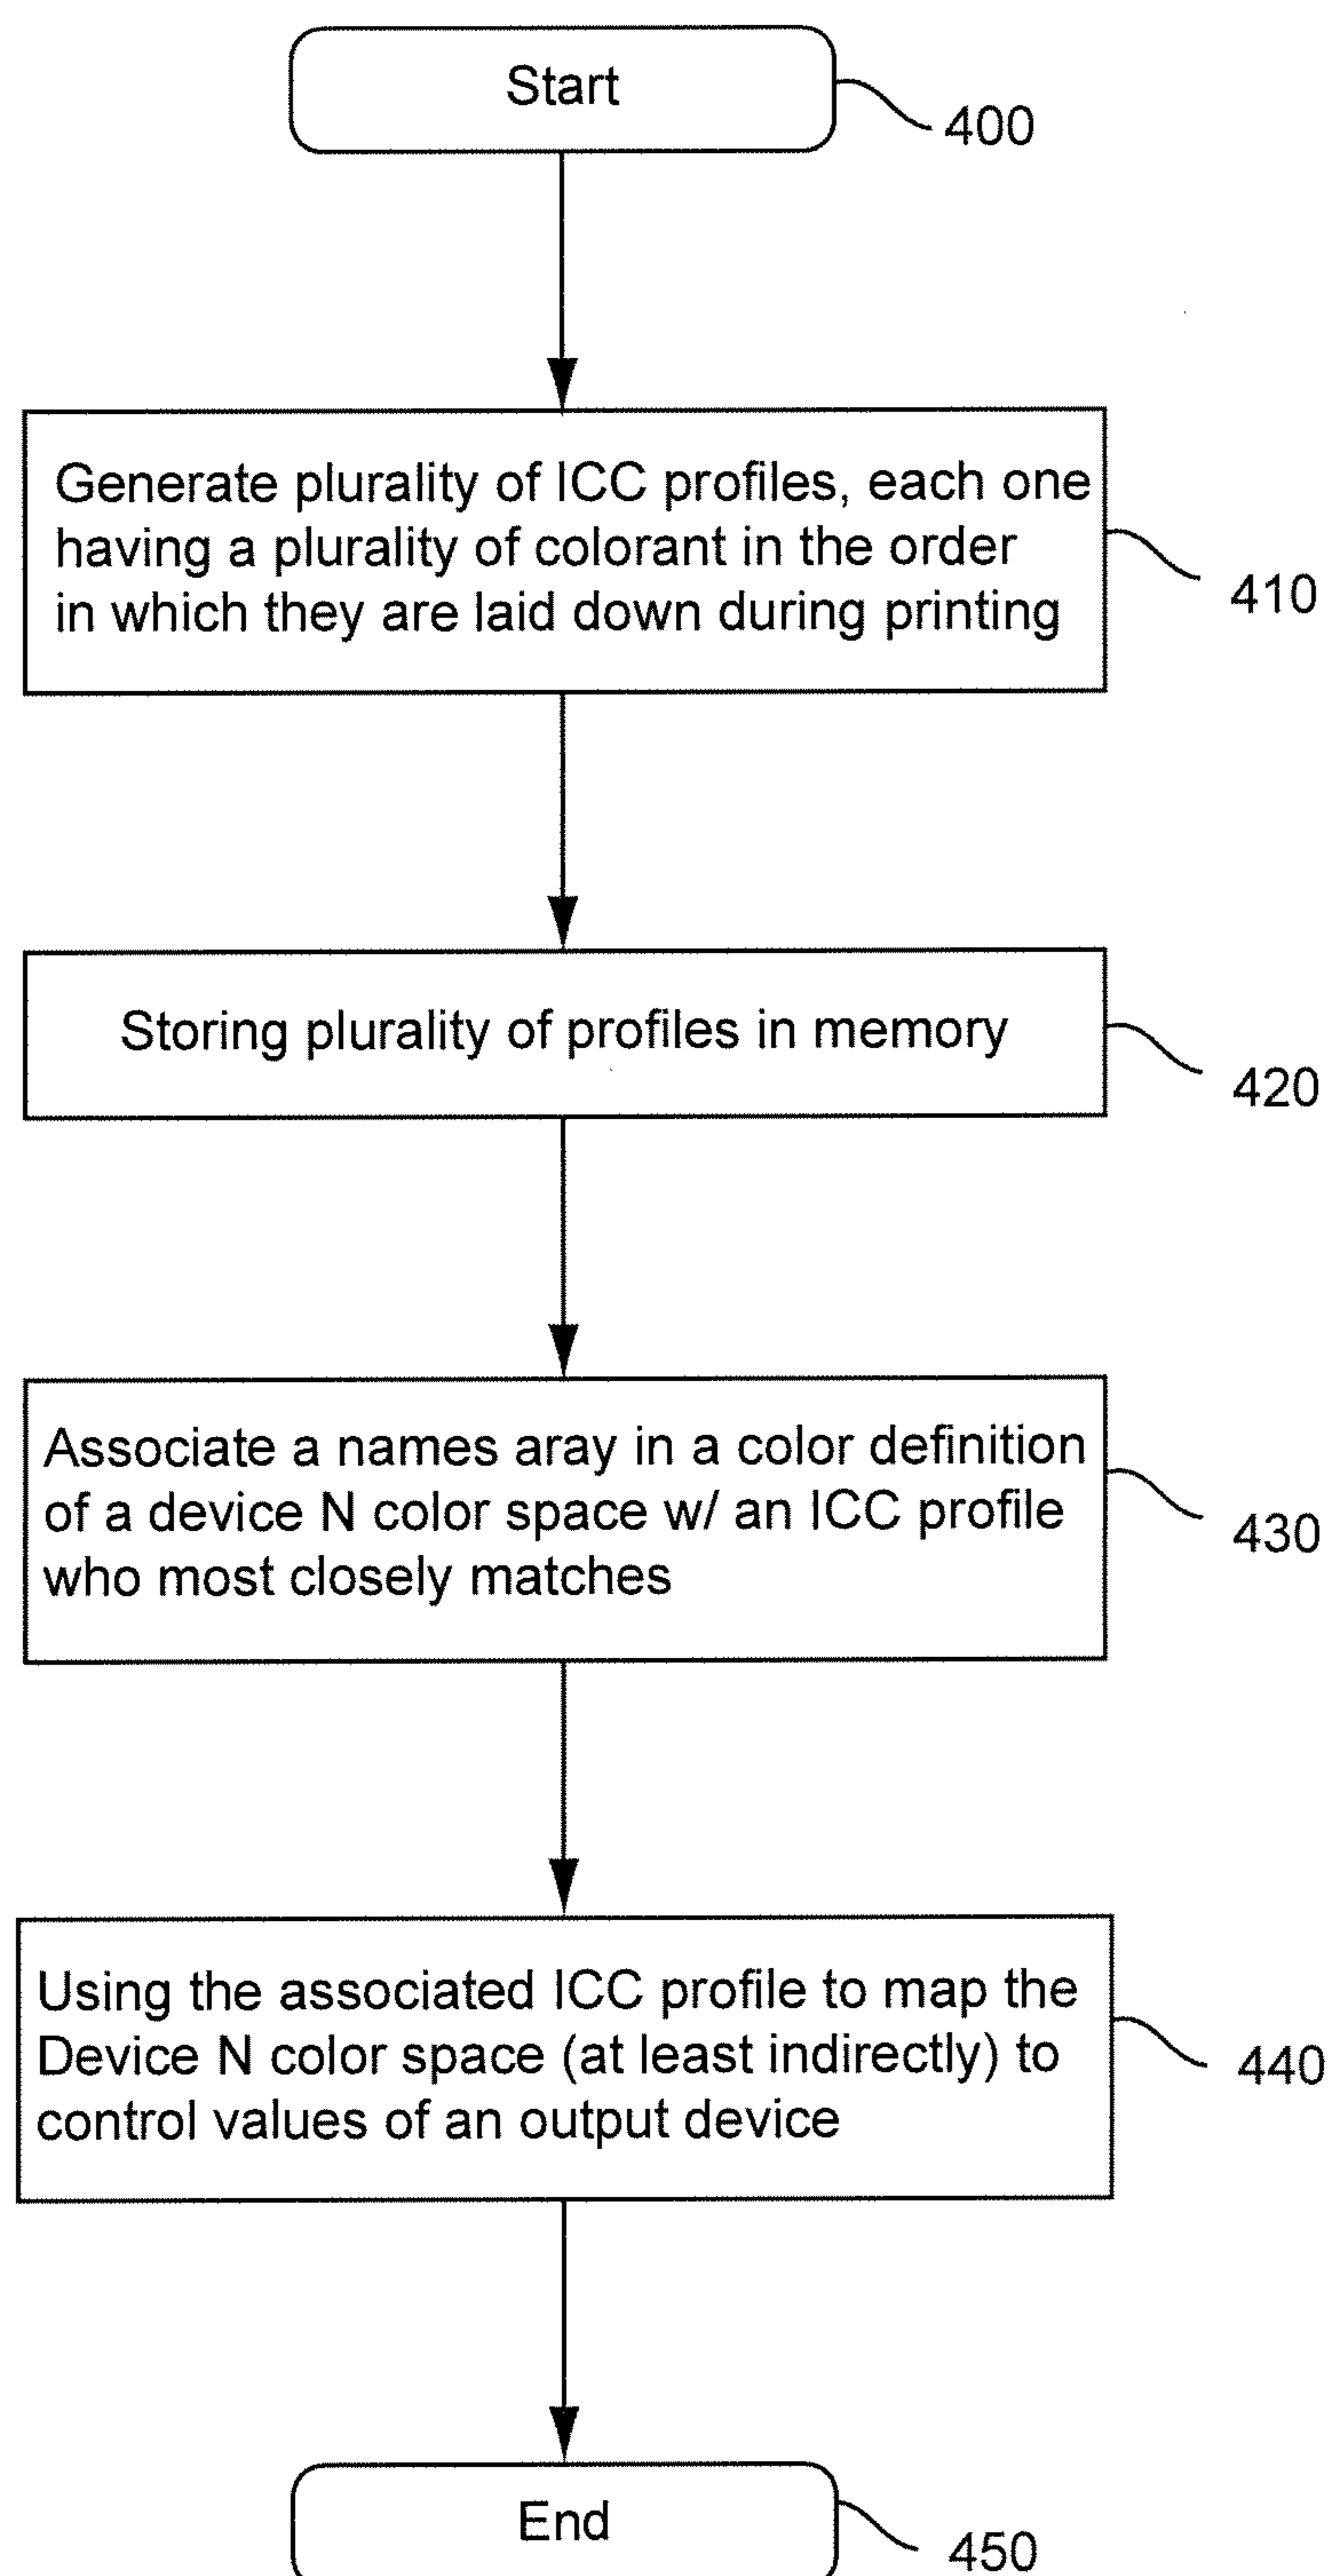 Start
400
Generate plurality of ICC profiles, each one
having a plurality of colorant in the order
in which they are laid down during printing
410
Storing plurality of profiles in memory
420
Associate a names aray in a color definition
of a device N color space w/ an ICC profile
who most closely matches
430
Using the associated ICC profile to map the
Device N color space (at least indirectly) to
control values of an output device
440
End
450